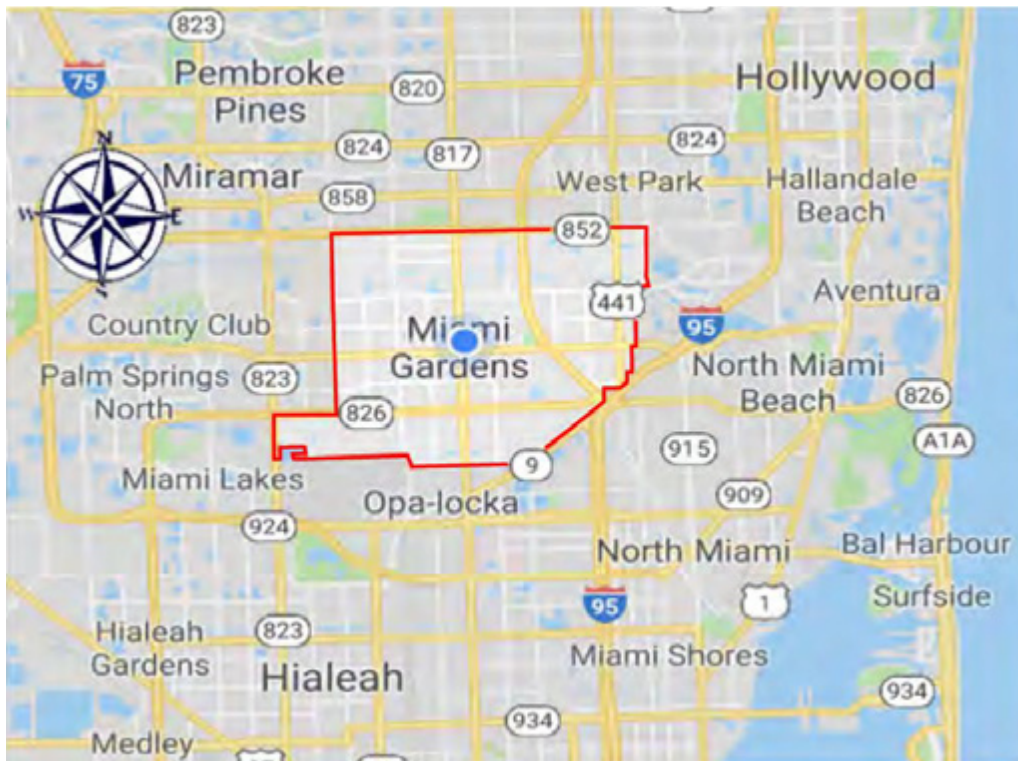 823
75
Pembroke
Pines
820
Hollywood
824
817
824
N
Miramar
858
West Park
Hallandale
Beach
W
E
852
S
441
Aventura
Country Club
Miami
Gardens
95
Palm Springs
North
823
North Miami
Beach
826
826
915
A1A
9
Miami Lakes
909
Opa-locka
924
North Miami
Bal Harbour
95
1
Surfside
Hialeah
Gardens
823
Miami Shores
Hialeah
934
934
Medley